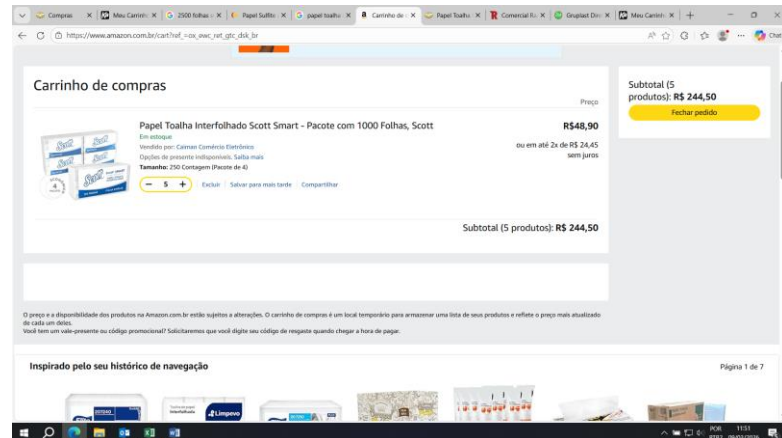 Compras
Meu Carrinho
2500 folhas
Papel Sulfite
papel toalha
Carrinho de
Papel Toalha
Comercial
Gruplast
Meu Carrinh
https://www.amazon.com.br/cart?ref_=ox_ewc_ret_gtc_dsk_br
Chat
Carrinho de compras
Preço
Papel Toalha Interfolhado Scott Smart - Pacote com 1000 Folhas, Scott
R$48,90
Em estoque
ou em até 2x de R$ 24,45
sem juros
Vendido por: Caimax Comércio Eletrônico
Opções de presente indisponíveis. Saiba mais
Tamanho: 250 Contagem (Pacote de 4)
- 5 +
Excluir
Salvar para mais tarde
Compartilhar
Subtotal (5 produtos): R$ 244,50
Subtotal (5
produtos): R$ 244,50
Fechar pedido
Scott
4
O preço e a disponibilidade dos produtos na Amazon.com.br estão sujeitos a alterações. O carrinho de compras é um local temporário para armazenar uma lista de seus produtos e reflete o preço mais atualizado
de cada um deles.
Você tem um vale-presente ou código promocional? Solicitaremos que você digite seu código de resgate quando chegar a hora de pagar.
Inspirado pelo seu histórico de navegação
Página 1 de 7
Limpevo
POR
11:51